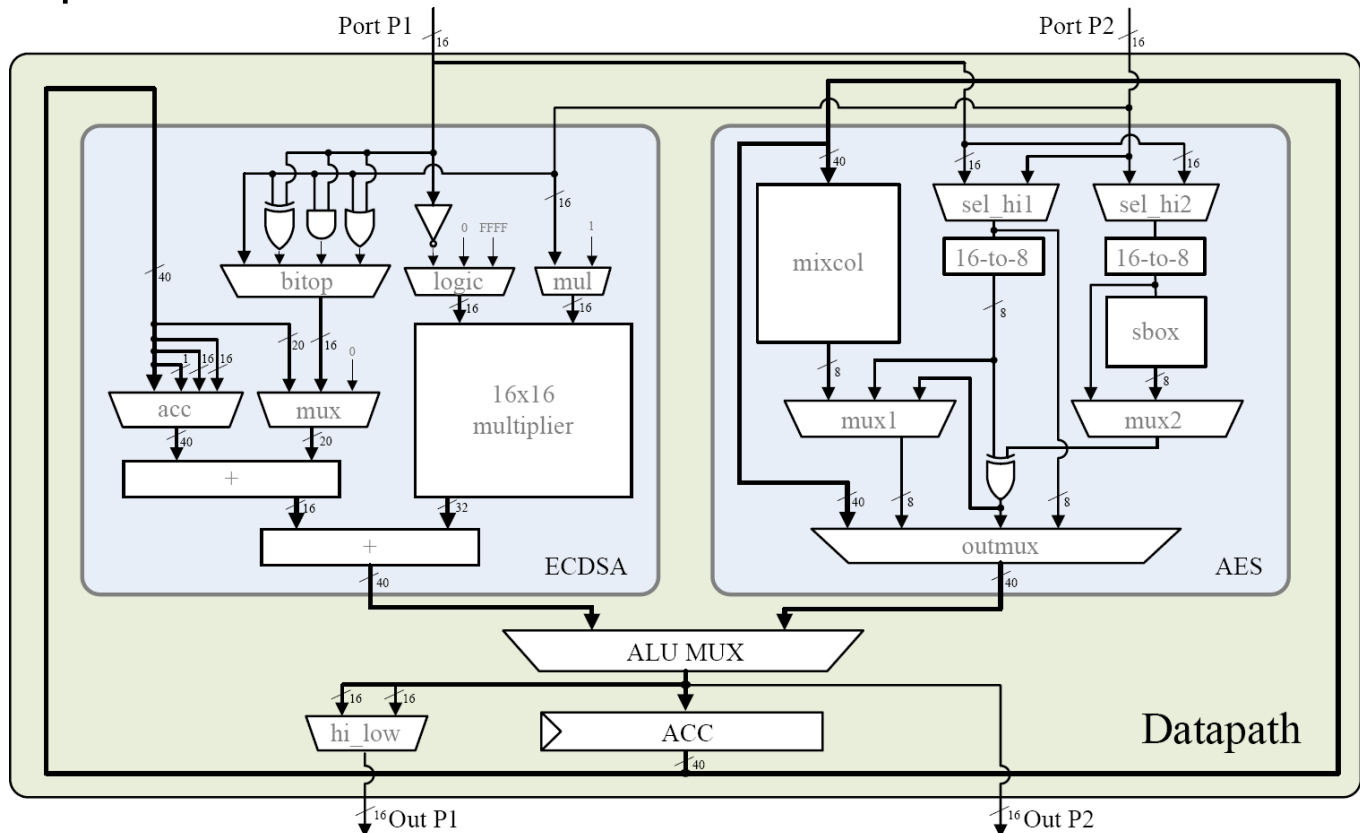 Port P1
Port P2
16
16
40
16
16
16
0
FFFF
1
mixcol
sel_hi1
sel_hi2
40
bitop
logic
mul
16-to-8
16-to-8
16
16
8
sbox
20
16
0
1
16
16
8
8
acc
mux
16x16
multiplier
mux1
mux2
40
20
+
40
8
8
16
32
+
ECDSA
outmux
AES
40
40
ALU MUX
16
16
hi_low
ACC
Datapath
40
16
Out P1
16
Out P2